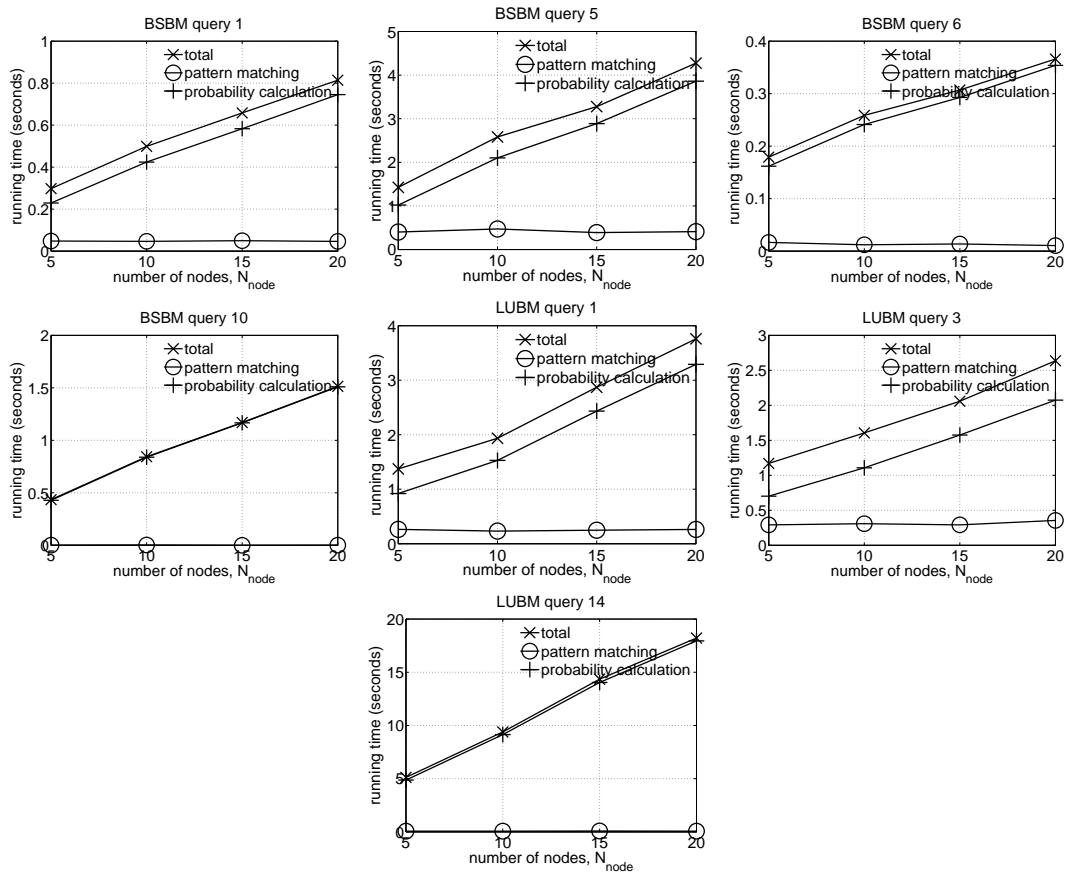 BSBM query 1
1
0.8
0.6
0.4
0.2
0
running time (seconds)
total
pattern matching
probability calculation
5 10 15 20
number of nodes, N_node
BSBM query 5
5
4
3
2
1
0
running time (seconds)
total
pattern matching
probability calculation
5 10 15 20
number of nodes, N_node
BSBM query 6
0.4
0.3
0.2
0.1
0
running time (seconds)
total
pattern matching
probability calculation
5 10 15 20
number of nodes, N_node
BSBM query 10
2
1.5
1
0.5
0
running time (seconds)
total
pattern matching
probability calculation
5 10 15 20
number of nodes, N_node
LUBM query 1
4
3
2
1
0
running time (seconds)
total
pattern matching
probability calculation
5 10 15 20
number of nodes, N_node
LUBM query 3
3
2.5
2
1.5
1
0.5
0
running time (seconds)
total
pattern matching
probability calculation
5 10 15 20
number of nodes, N_node
LUBM query 14
20
15
10
5
0
running time (seconds)
total
pattern matching
probability calculation
5 10 15 20
number of nodes, N_node